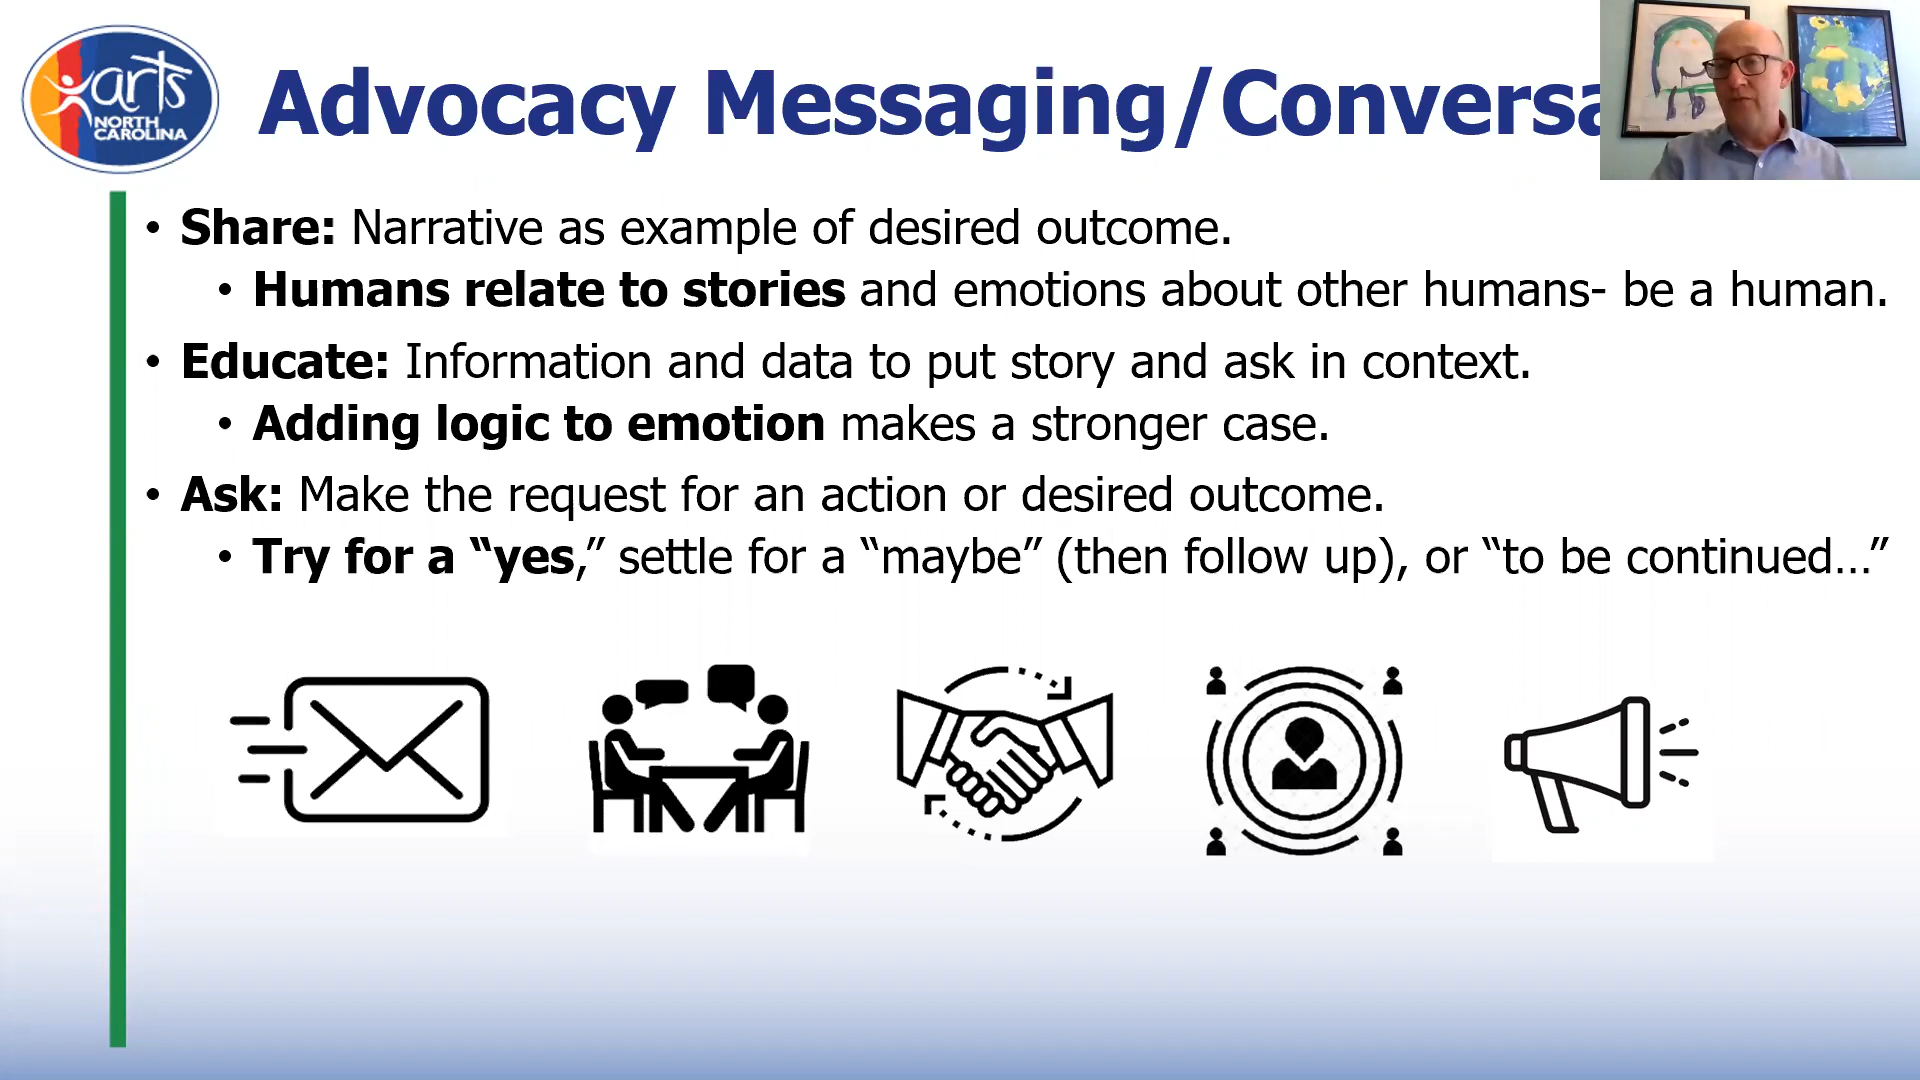 arts
NORTH
CAROLINA
Advocacy Messaging/Conversa
• Share: Narrative as example of desired outcome.
• Humans relate to stories and emotions about other humans- be a human.
• Educate: Information and data to put story and ask in context.
• Adding logic to emotion makes a stronger case.
• Ask: Make the request for an action or desired outcome.
• Try for a “yes,” settle for a “maybe” (then follow up), or “to be continued…”